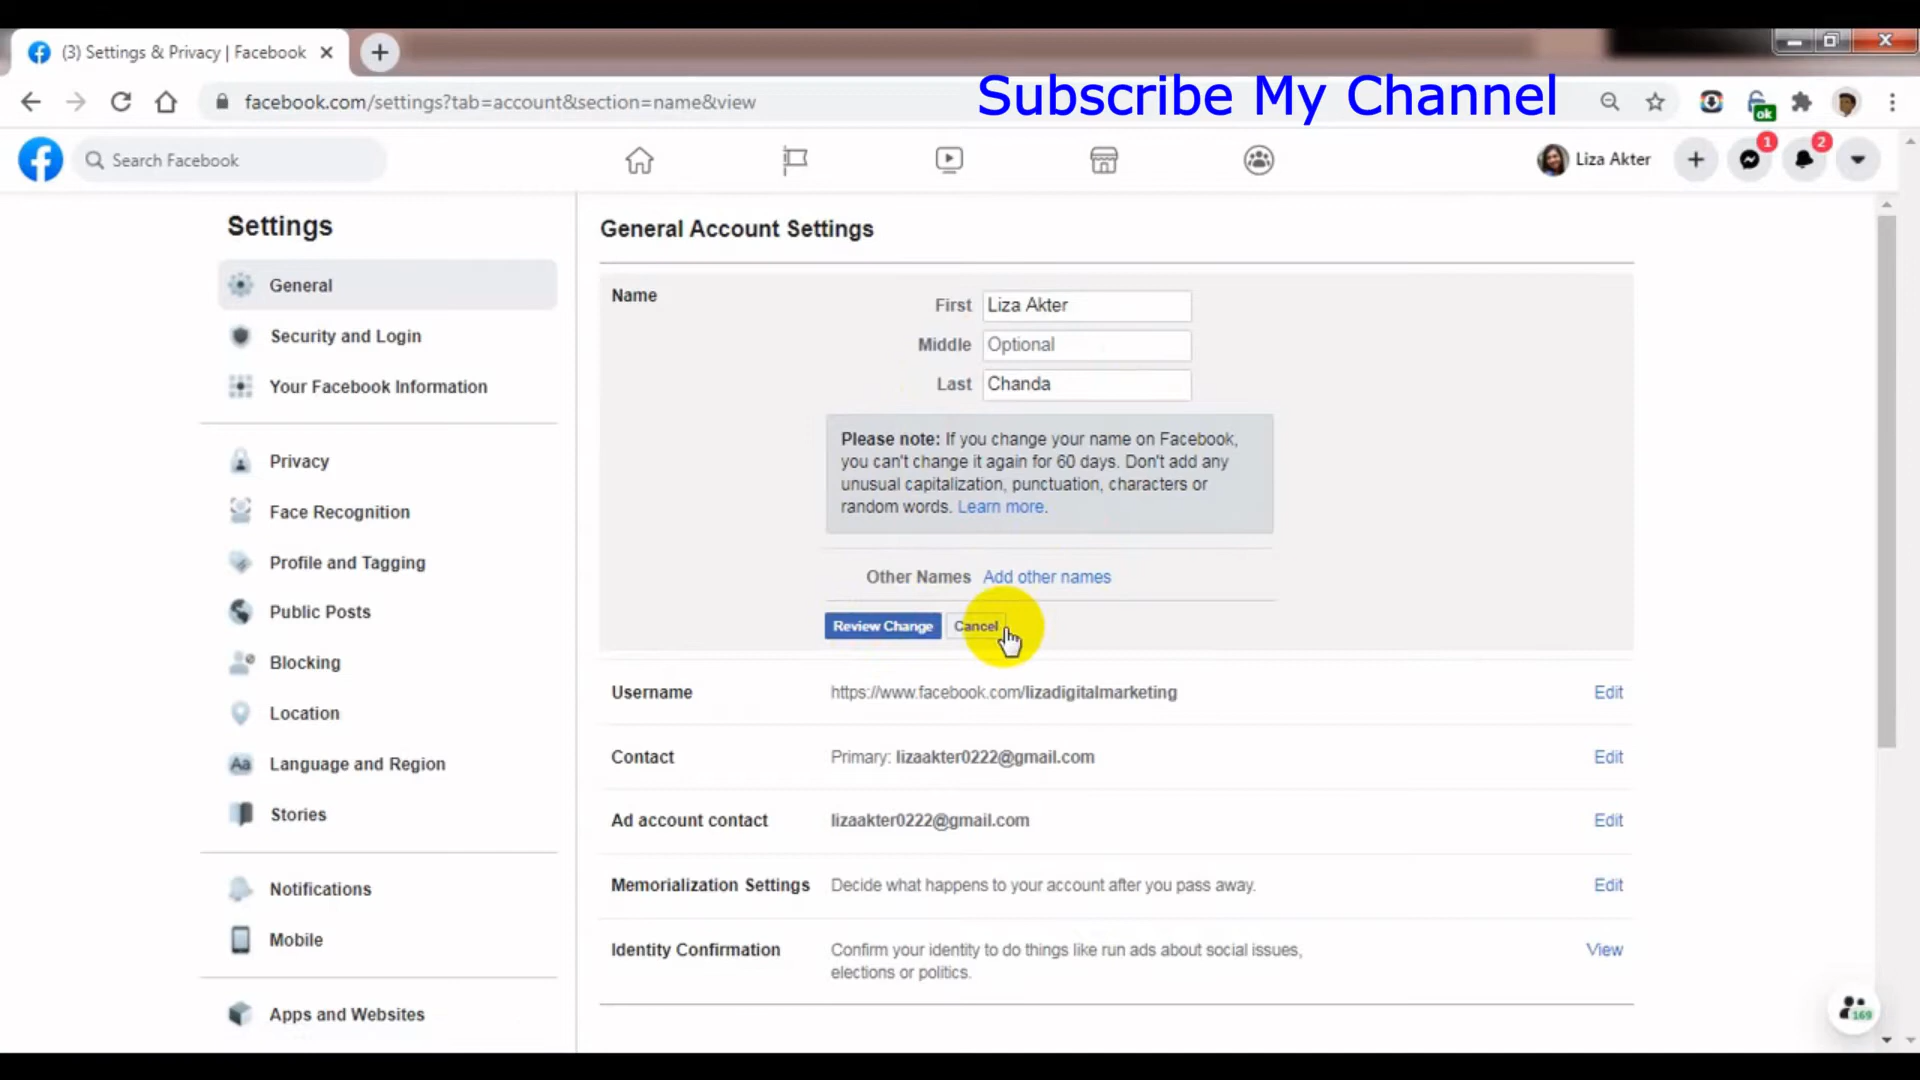 (3) Settings & Privacy | Facebook
facebook.com/settings?tab=account&section=name&view
Subscribe My Channel
ok
Search Facebook
Liza Akter
1
2
Settings
General
Security and Login
Your Facebook Information
Privacy
Face Recognition
Profile and Tagging
Public Posts
Blocking
Location
Aa Language and Region
Stories
Notifications
Mobile
Apps and Websites
General Account Settings
Name
First Liza Akter
Middle Optional
Last Chanda
Please note: If you change your name on Facebook,
you can't change it again for 60 days. Don't add any
unusual capitalization, punctuation, characters or
random words. Learn more.
Other Names Add other names
Review Change Cancel
Username https://www.facebook.com/lizadigitalmarketing Edit
Contact Primary: lizaakter0222@gmail.com Edit
Ad account contact lizaakter0222@gmail.com Edit
Memorialization Settings Decide what happens to your account after you pass away. Edit
Identity Confirmation Confirm your identity to do things like run ads about social issues, View
elections or politics.
169